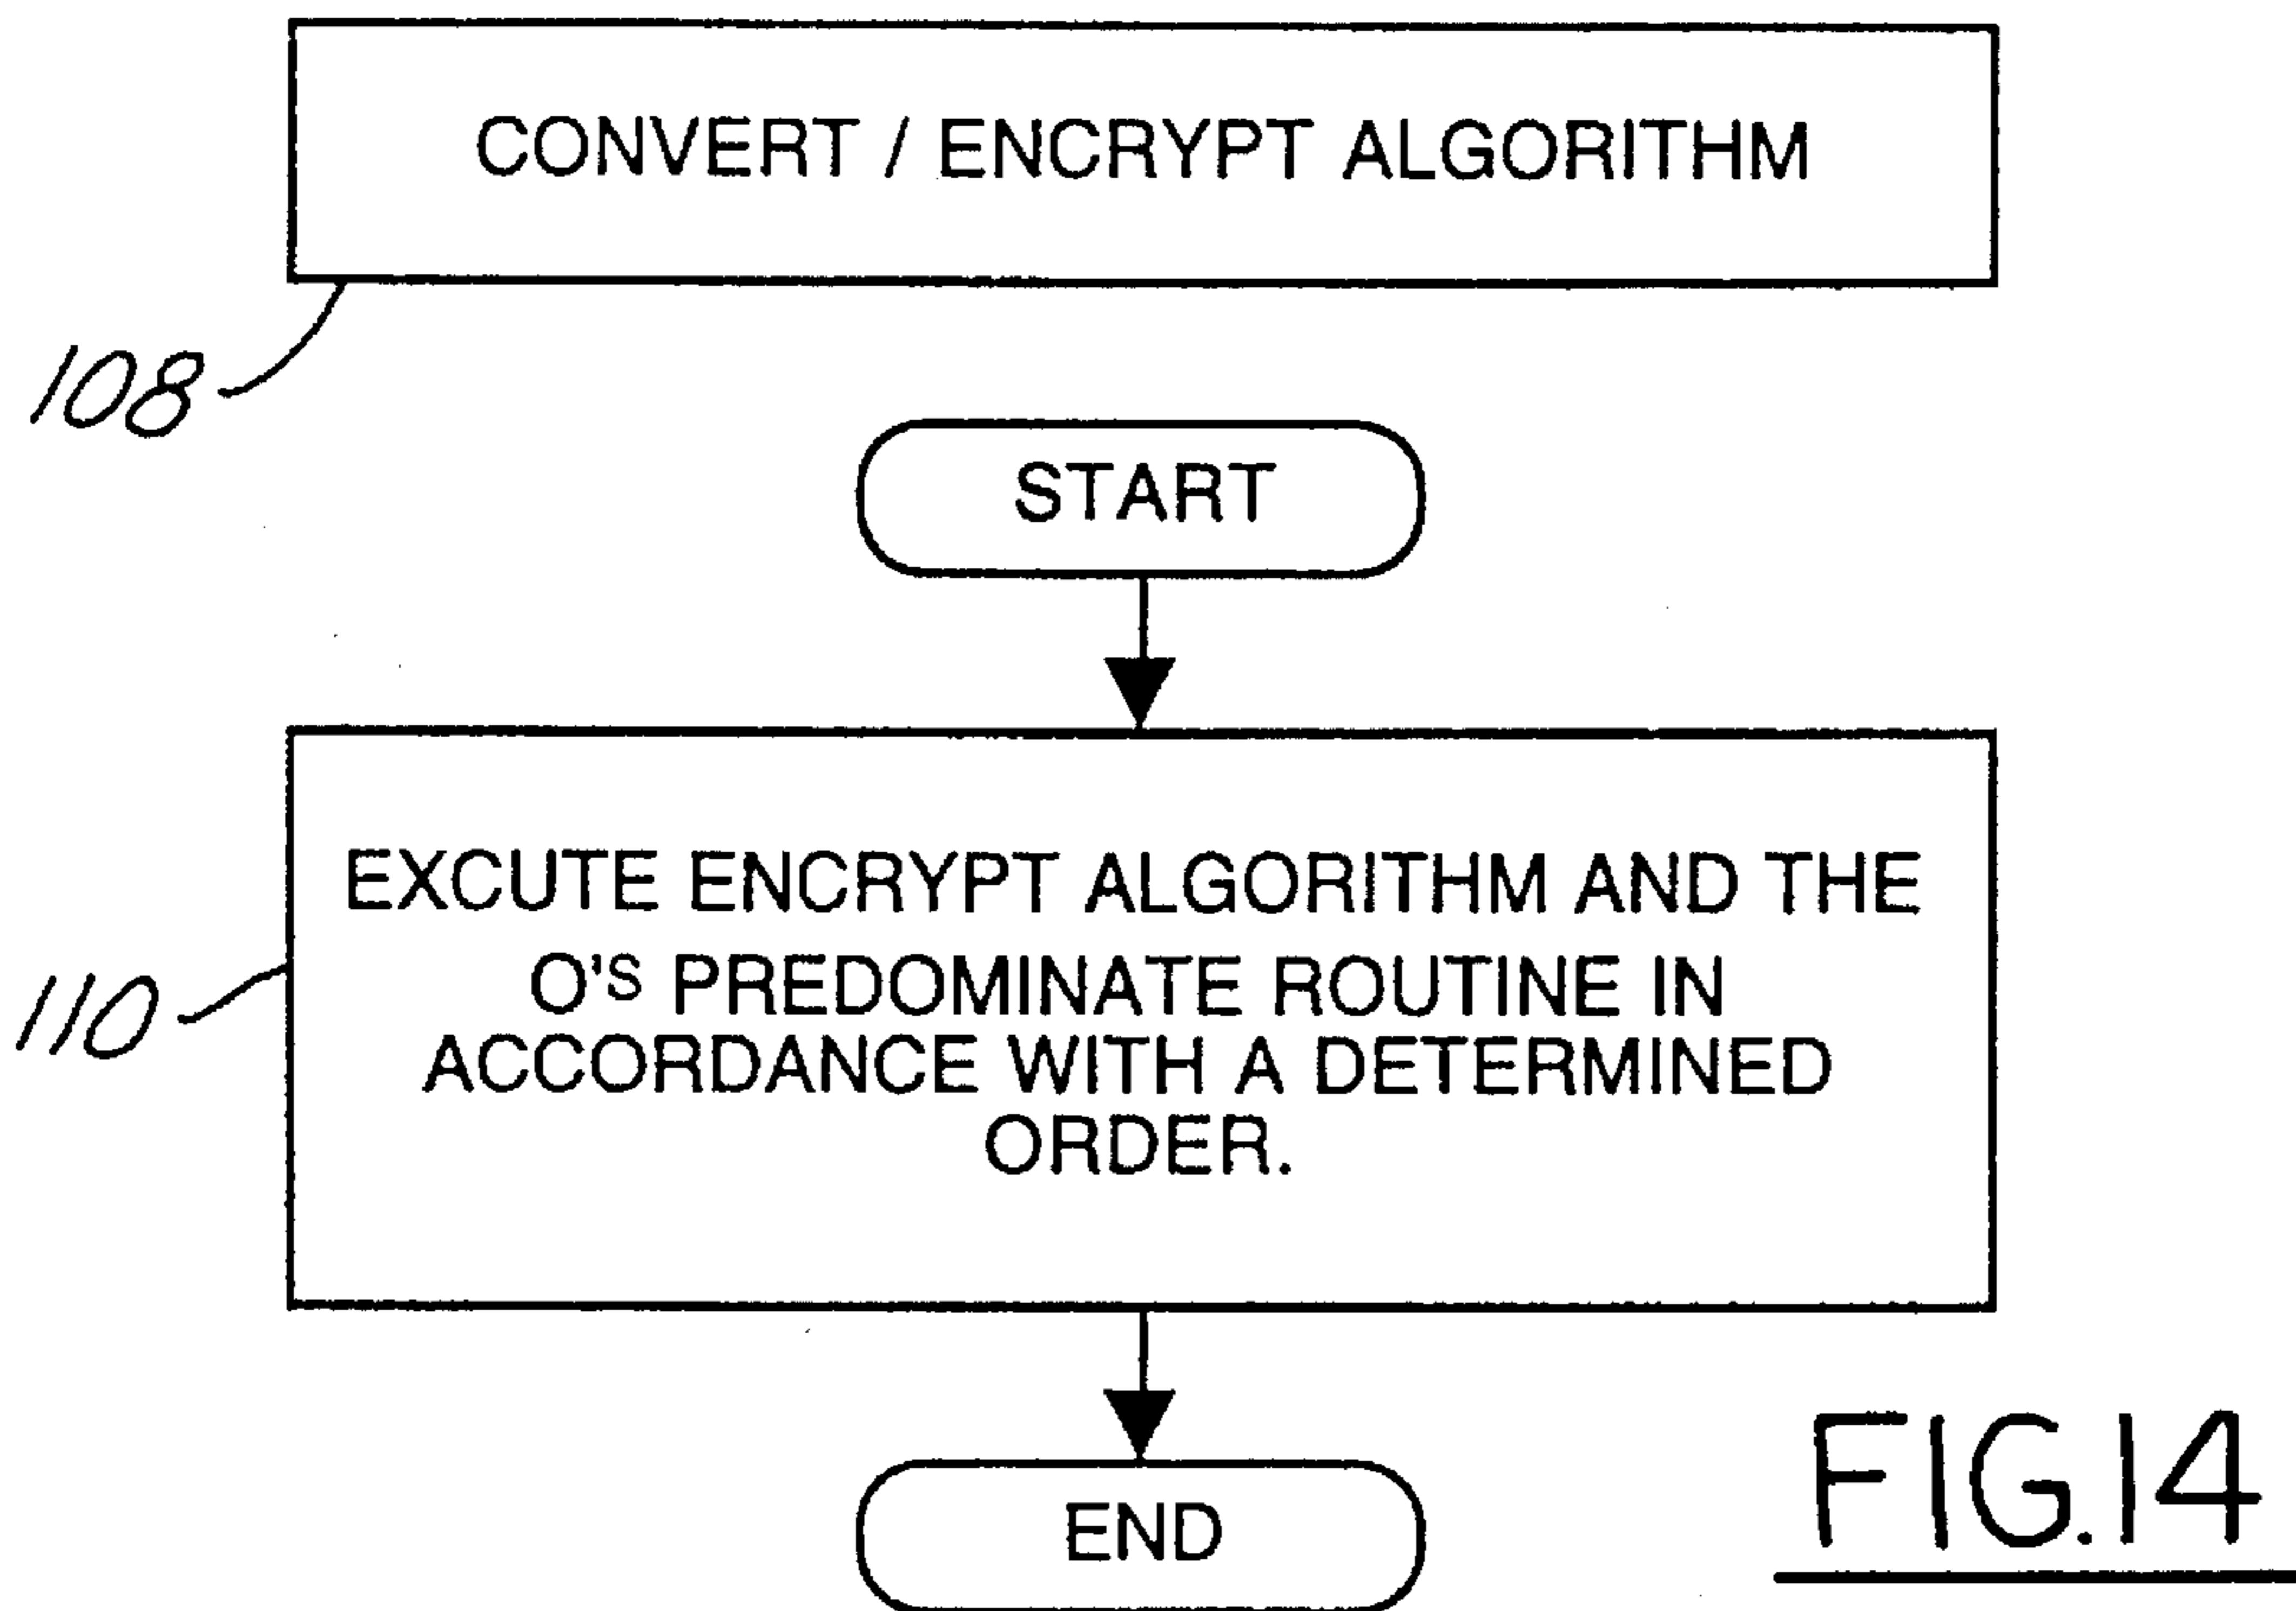 CONVERT / ENCRYPT ALGORITHM
108
START
EXCUTE ENCRYPT ALGORITHM AND THE
O'S PREDOMINATE ROUTINE IN
ACCORDANCE WITH A DETERMINED
ORDER.
110
END
FIG.14